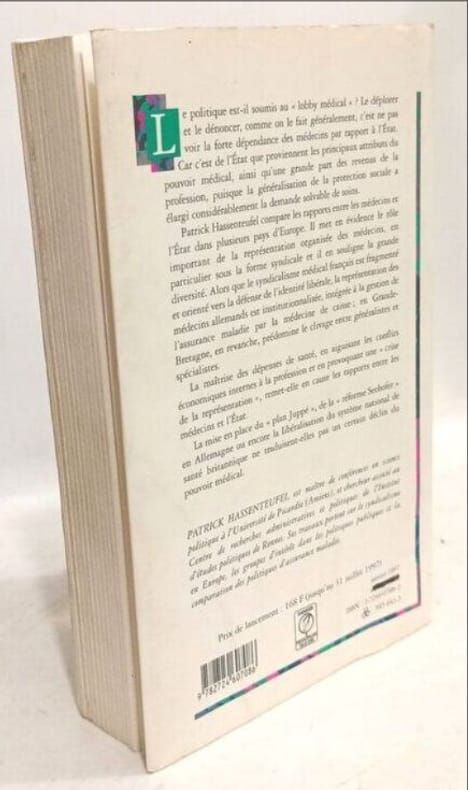 Le politique est-il soumis au « lobby médical » ? Le déplorer
et le dénoncer, comme on le fait généralement, c'est ne pas
voir la forte dépendance des médecins par rapport à l'État.
Car c'est de l'État que proviennent les principaux attributs du
pouvoir médical, ainsi qu'une grande part des revenus de la
profession, puisque la généralisation de la protection sociale a
élargi considérablement la demande solvable de soins.
Patrick Hassenteufel compare les rapports entre les médecins et
l'État dans plusieurs pays d'Europe. Il met en évidence le rôle
important de la représentation organisée des médecins, en
particulier sous la forme syndicale et il en souligne la grande
diversité. Alors que le syndicalisme médical français est fragmenté
et orienté vers la défense de l'identité libérale, la représentation des
médecins allemands est institutionnalisée, intégrée à la gestion de
l'assurance maladie par la médecine de caisse ; en Grande-
Bretagne, en revanche, prédomine le clivage entre généralistes et
spécialistes.
La maîtrise des dépenses de santé, en aiguisant les conflits
économiques internes à la profession et en provoquant une « crise
de la représentation », remet-elle en cause les rapports entre les
médecins et l'État.
La mise en place du « plan Juppé », de la « réforme Seehofer »
en Allemagne ou encore la libéralisation du système national de
santé britannique ne traduisent-elles pas un certain déclin du
pouvoir médical.
PATRICK HASSENTEUFEL est maître de conférences en science
politique à l'Université de Picardie (Amiens), et chercheur associé au
Centre de recherches administratives et politiques de l'Institut
d'études politiques de Rennes. Ses travaux portent sur le syndicalisme
en Europe, les groupes d'intérêt dans les politiques publiques et la
comparaison des politiques d'assurance maladie.
Prix de lancement : 168 F (jusqu'au 31 juillet 1997)
ISBN
9 782724 607086